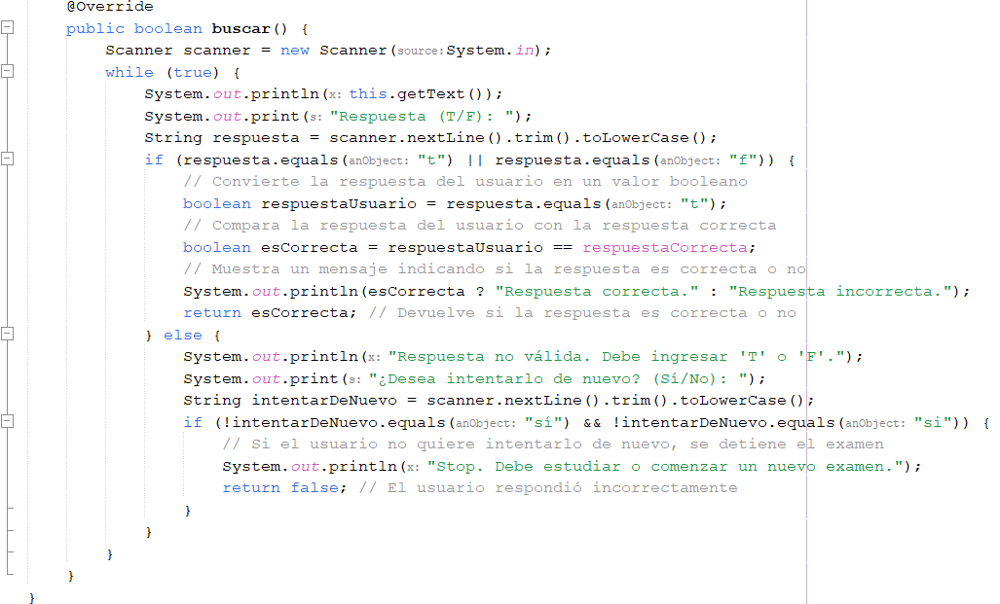 @Override
public boolean buscar() {
Scanner scanner = new Scanner(source:System.in);
while (true) {
System.out.println(x: this.getText());
System.out.print(s: "Respuesta (T/F): ");
String respuesta = scanner.nextLine().trim().toLowerCase();
if (respuesta.equals(anObject: "t") || respuesta.equals(anObject: "f")) {
// Convierte la respuesta del usuario en un valor booleano
boolean respuestaUsuario = respuesta.equals(anObject: "t");
// Compara la respuesta del usuario con la respuesta correcta
boolean esCorrecta = respuestaUsuario == respuestaCorrecta;
// Muestra un mensaje indicando si la respuesta es correcta o no
System.out.println(esCorrecta ? "Respuesta correcta." : "Respuesta incorrecta.");
return esCorrecta; // Devuelve si la respuesta es correcta o no
} else {
System.out.println(x: "Respuesta no válida. Debe ingresar 'T' o 'F'.");
System.out.print(s: "¿Desea intentarlo de nuevo? (Sí/No): ");
String intentarDeNuevo = scanner.nextLine().trim().toLowerCase();
if (!intentarDeNuevo.equals(anObject: "sí") && !intentarDeNuevo.equals(anObject: "si")) {
// Si el usuario no quiere intentarlo de nuevo, se detiene el examen
System.out.println(x: "Stop. Debe estudiar o comenzar un nuevo examen.");
return false; // El usuario respondió incorrectamente
}
}
}
}
}